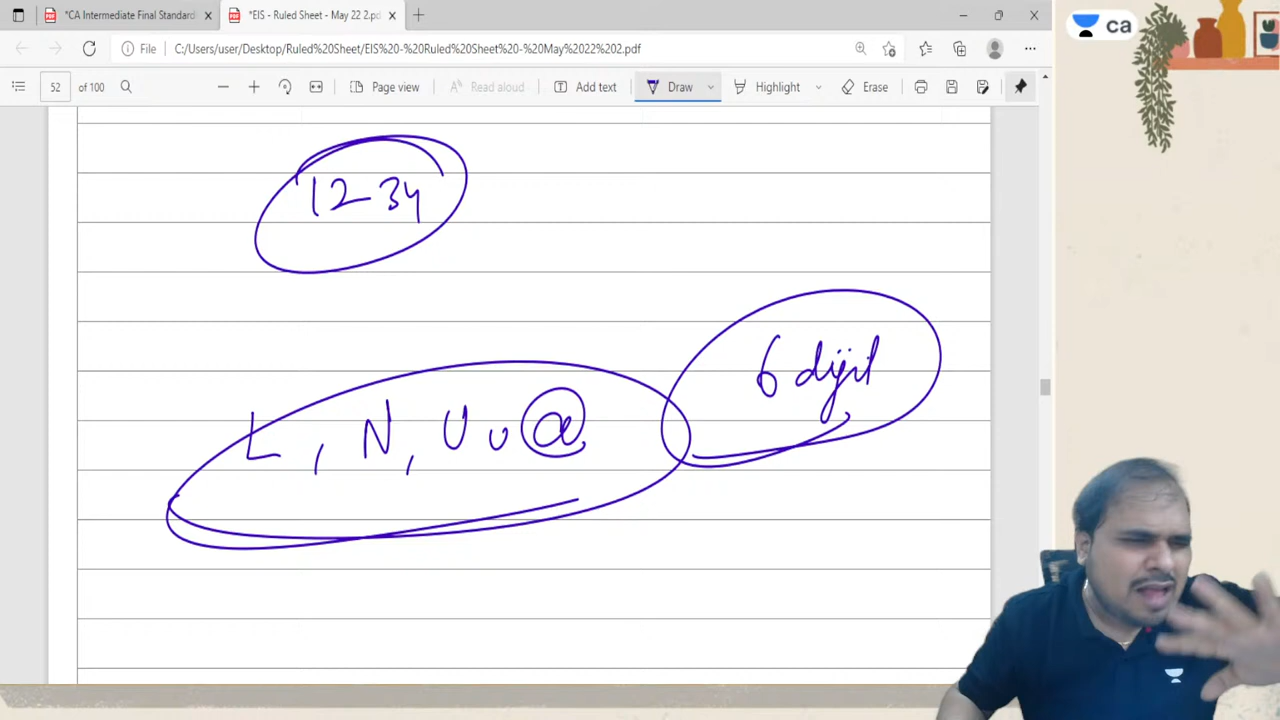 *CA Intermediate Final Standard
*EIS - Ruled Sheet - May 22 2.pd
File
C:/Users/user/Desktop/Ruled%20Sheet/EIS%20-%20Ruled%20Sheet%20-%20May%2022%202.pdf
52 of 100
Page view
Read aloud
Add text
Draw
Highlight
Erase
ca
1234
6 digit
L, N, U @